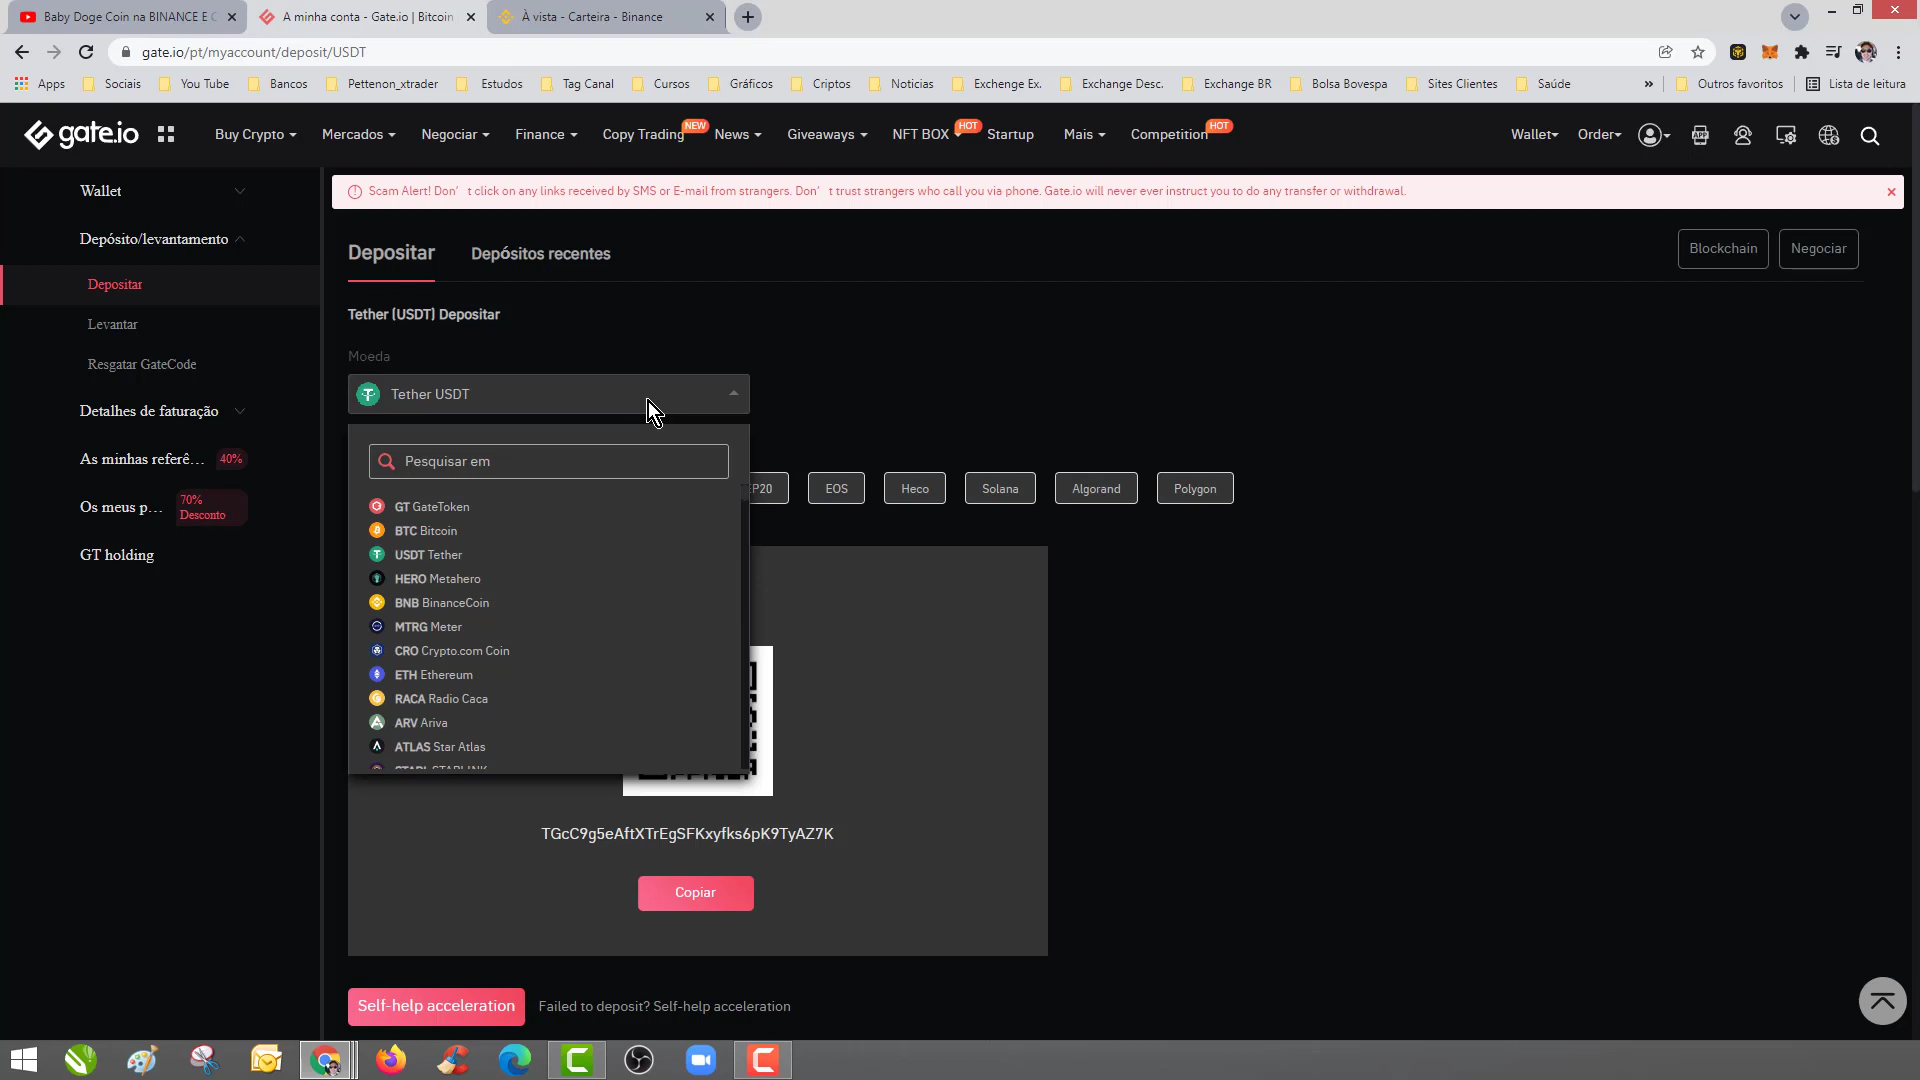 Baby Doge Coin na BINANCE E C
A minha conta - Gate.io | Bitcoin
À vista - Carteira - Binance
gate.io/pt/myaccount/deposit/USDT
Apps Sociais You Tube Bancos Pettenon_xtrader Estudos Tag Canal Cursos Gráficos Criptos Noticias Exchenge Ex. Exchange Desc. Exchange BR Bolsa Bovespa Sites Clientes Saúde » Outros favoritos Lista de leitura
gate.io Buy Crypto Mercados Negociar Finance Copy Trading NEW News Giveaways NFT BOX HOT Startup Mais Competition HOT Wallet Order APP
Wallet
Scam Alert! Don’ t click on any links received by SMS or E-mail from strangers. Don’ t trust strangers who call you via phone. Gate.io will never ever instruct you to do any transfer or withdrawal.
Depósito/levantamento
Depositar
Levantar
Resgatar GateCode
Detalhes de faturação
As minhas referê... 40%
Os meus p... 70% Desconto
GT holding
Depositar Depósitos recentes Blockchain Negociar
Tether (USDT) Depositar
Moeda
Tether USDT
Pesquisar em
GT GateToken
BTC Bitcoin
USDT Tether
HERO Metahero
BNB BinanceCoin
MTRG Meter
CRO Crypto.com Coin
ETH Ethereum
RACA Radio Caca
ARV Ariva
ATLAS Star Atlas
STARL STARLINK
EP20 EOS Heco Solana Algorand Polygon
TGcC9g5eAftXTrEgSFKxyfks6pK9TyAZ7K
Copiar
Self-help acceleration Failed to deposit? Self-help acceleration